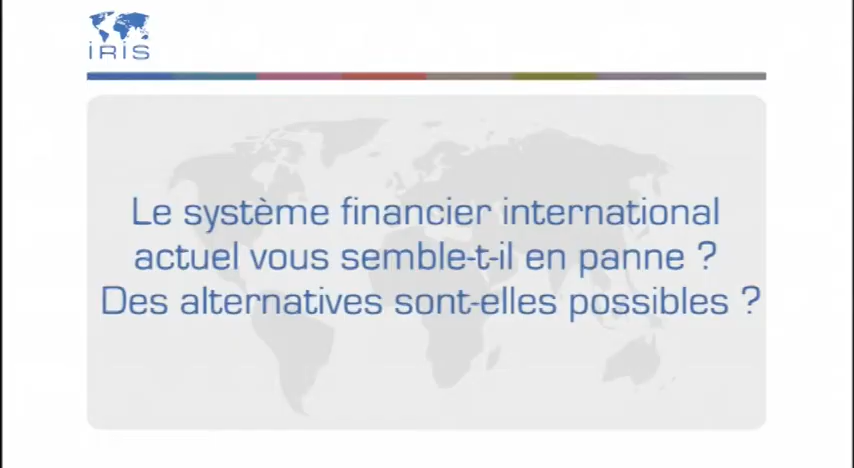 iRiS
Le système financier international
actuel vous semble-t-il en panne ?
Des alternatives sont-elles possibles ?